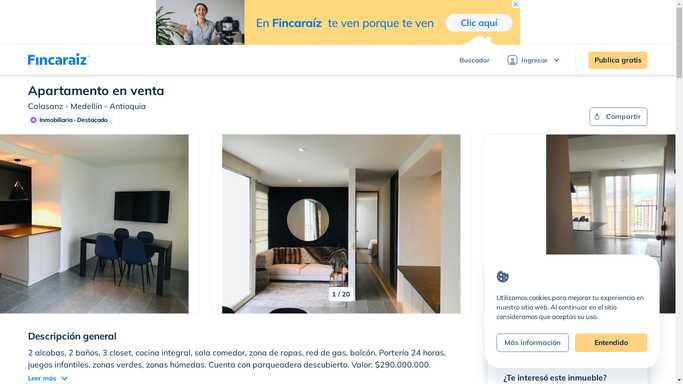 En Fincaraíz te ven porque te ven
Clic aquí
Fincaraíz
Buscador
Ingresar
Publica gratis
Apartamento en venta
Calasanz - Medellín - Antioquia
Inmobiliaria · Destacado
Compartir
1 / 20
Utilizamos cookies para mejorar tu experiencia en
nuestro sitio web. Al continuar en el sitio
consideramos que aceptas su uso.
Más información
Entendido
Descripción general
2 alcobas, 2 baños, 3 closet, cocina integral, sala comedor, zona de ropas, red de gas, balcón. Portería 24 horas,
juegos infantiles, zonas verdes, zonas húmedas. Cuenta con parqueadero descubierto. Valor: $290.000.000.
Leer más
¿Te interesó este inmueble?